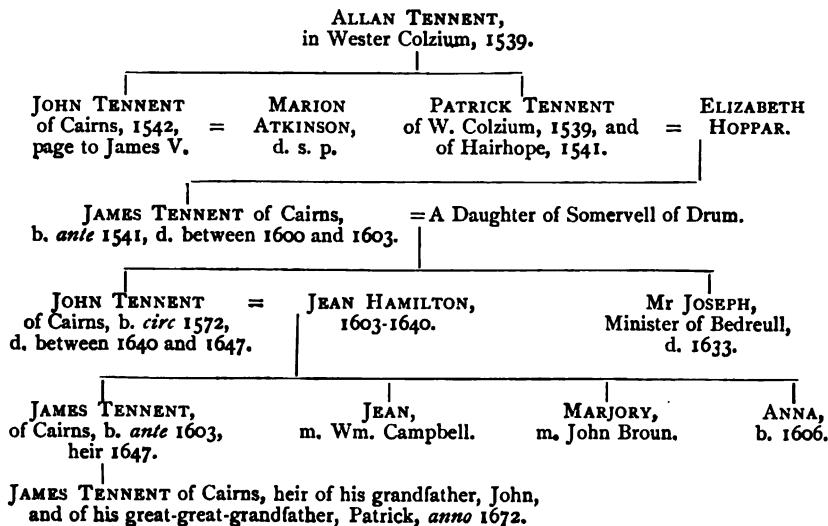 ALLAN TENNENT,
in Wester Colzium, 1539.
JOHN TENNENT
of Cairns, 1542,
page to James V.
=
MARION
ATKINSON,
d. s. p.
PATRICK TENNENT
of W. Colzium, 1539, and
of Hairhope, 1541.
=
ELIZABETH
HOPPAR.
JAMES TENNENT of Cairns,
b. ante 1541, d. between 1600 and 1603.
= A Daughter of Somervell of Drum.
JOHN TENNENT
of Cairns, b. circ 1572,
d. between 1640 and 1647.
=
JEAN HAMILTON,
1603-1640.
MR JOSEPH,
Minister of Bedreull,
d. 1633.
JAMES TENNENT,
of Cairns, b. ante 1603,
heir 1647.
JEAN,
m. Wm. Campbell.
MARJORY,
m. John Broun.
ANNA,
b. 1606.
JAMES TENNENT of Cairns, heir of his grandfather, John,
and of his great-great-grandfather, Patrick, anno 1672.